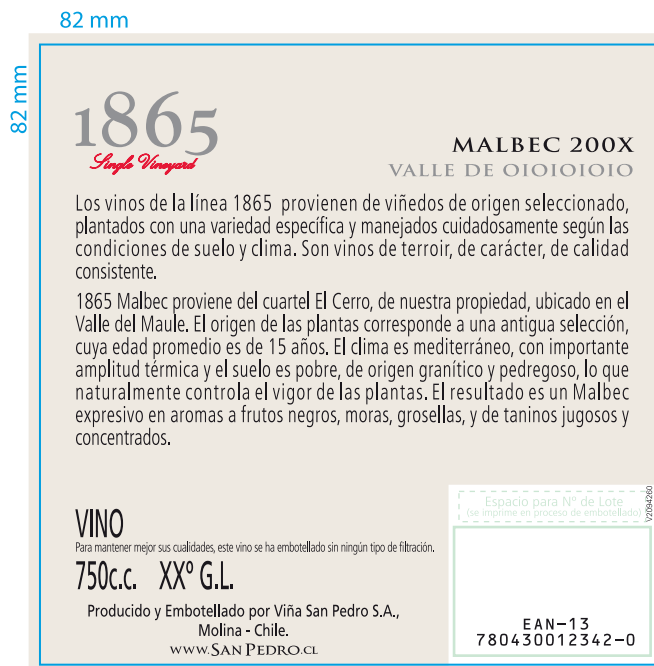 82 mm
82 mm
1865
Single Vineyard
MALBEC 200X
VALLE DE OIOIOIOIO
Los vinos de la línea 1865 provienen de viñedos de origen seleccionado,
plantados con una variedad específica y manejados cuidadosamente según las
condiciones de suelo y clima. Son vinos de terroir, de carácter, de calidad
consistente.
1865 Malbec proviene del cuartel El Cerro, de nuestra propiedad, ubicado en el
Valle del Maule. El origen de las plantas corresponde a una antigua selección,
cuya edad promedio es de 15 años. El clima es mediterráneo, con importante
amplitud térmica y el suelo es pobre, de origen granítico y pedregoso, lo que
naturalmente controla el vigor de las plantas. El resultado es un Malbec
expresivo en aromas a frutos negros, moras, grosellas, y de taninos jugosos y
concentrados.
VINO
Para mantener mejor sus cualidades, este vino se ha embotellado sin ningún tipo de filtración.
750c.c. XXº G.L.
Producido y Embotellado por Viña San Pedro S.A.,
Molina - Chile.
WWW.SANPEDRO.CL
Espacio para Nº de Lote
(se imprime en proceso de embotellado)
V2094260
EAN-13
780430012342-0